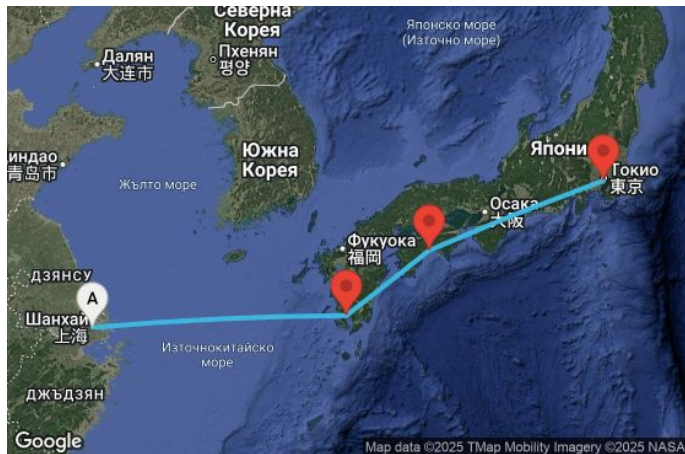 Северна
Корея
Японско море
(Източно море)
Далян
大连市
Пхенян
평양
Южна
Корея
индао
青岛市
Жълто море
Япони
Токио
東京
Осака
大阪
Фукуока
福岡
ДЗЯНСУ
A
Шанхай
上海
Източнокитайско
море
ДЖЪДЗЯН
Google
Map data ©2025 TMap Mobility Imagery ©2025 NASA